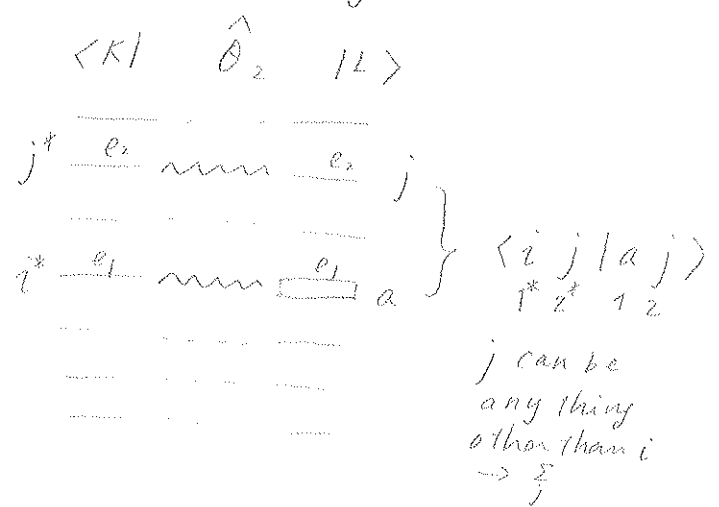 <K| Ô₂ |L>
j* e₂ e₂ j
i* e₁ e₁ a
<i j | a j>
1* 2* 1 2
j can be
any thing
other than i
--> Σ
j